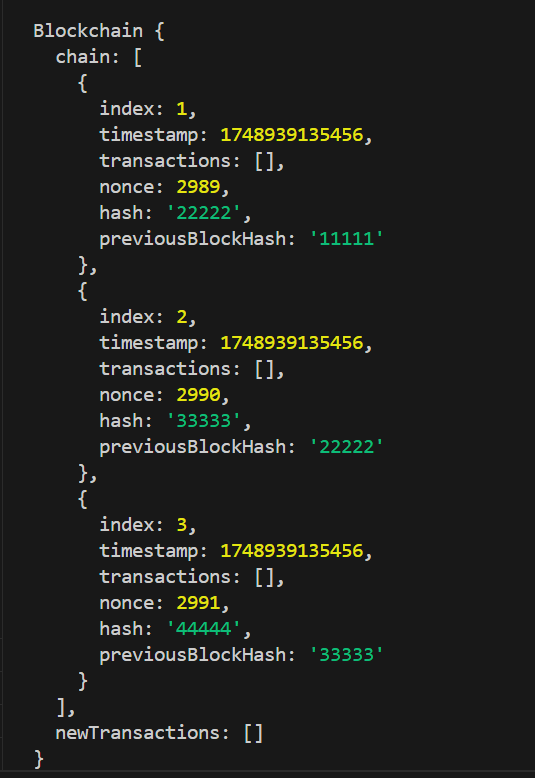 Blockchain {
  chain: [
    {
      index: 1,
      timestamp: 1748939135456,
      transactions: [],
      nonce: 2989,
      hash: '22222',
      previousBlockHash: '11111'
    },
    {
      index: 2,
      timestamp: 1748939135456,
      transactions: [],
      nonce: 2990,
      hash: '33333',
      previousBlockHash: '22222'
    },
    {
      index: 3,
      timestamp: 1748939135456,
      transactions: [],
      nonce: 2991,
      hash: '44444',
      previousBlockHash: '33333'
    }
  ],
  newTransactions: []
}